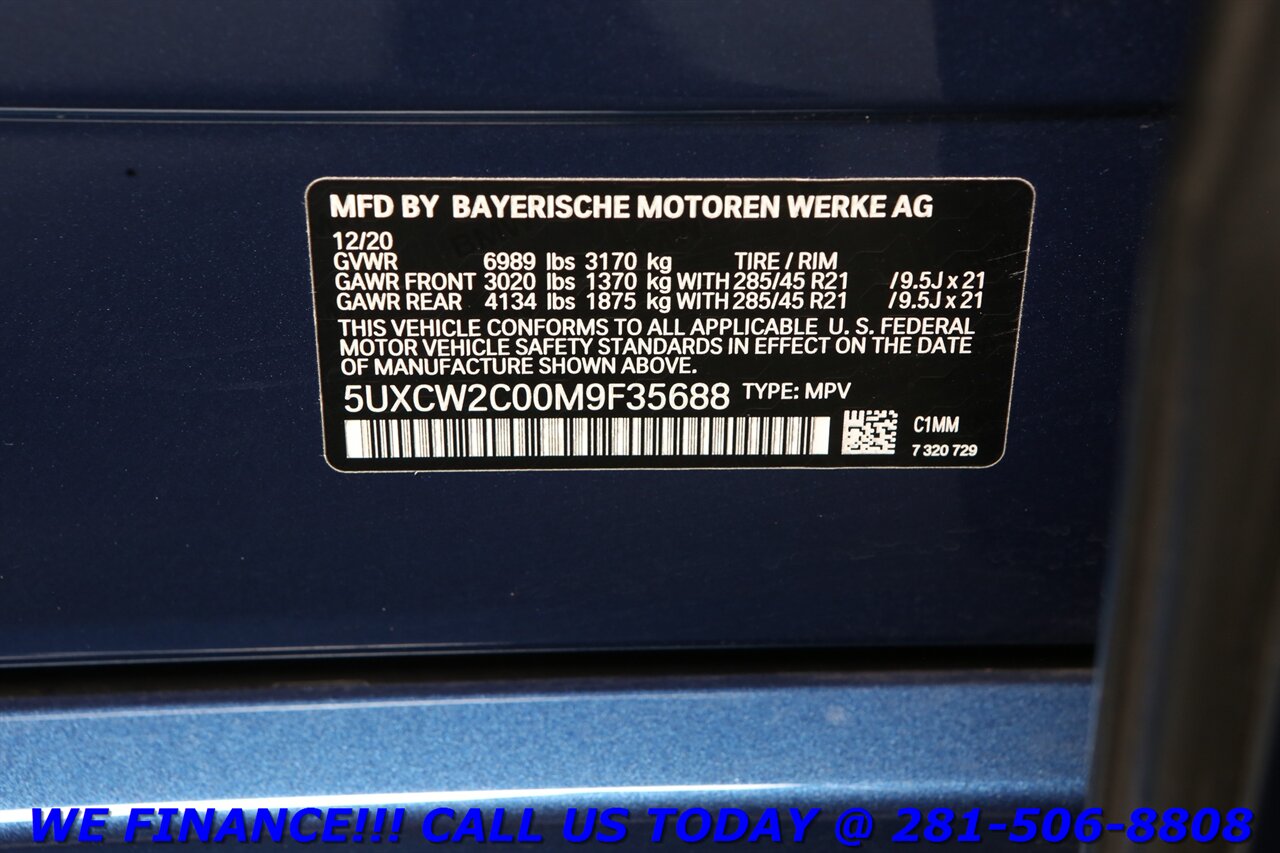 MFD BY BAYERISCHE MOTOREN WERKE AG
12/20
GVWR 6989 lbs 3170 kg TIRE / RIM
GAWR FRONT 3020 lbs 1370 kg WITH 285/45 R21 /9.5J x 21
GAWR REAR 4134 lbs 1875 kg WITH 285/45 R21 /9.5J x 21
THIS VEHICLE CONFORMS TO ALL APPLICABLE U. S. FEDERAL
MOTOR VEHICLE SAFETY STANDARDS IN EFFECT ON THE DATE
OF MANUFACTURE SHOWN ABOVE.
5UXCW2C00M9F35688 TYPE: MPV
C1MM
7 320 729
WE FINANCE!!! CALL US TODAY @ 281-506-8808